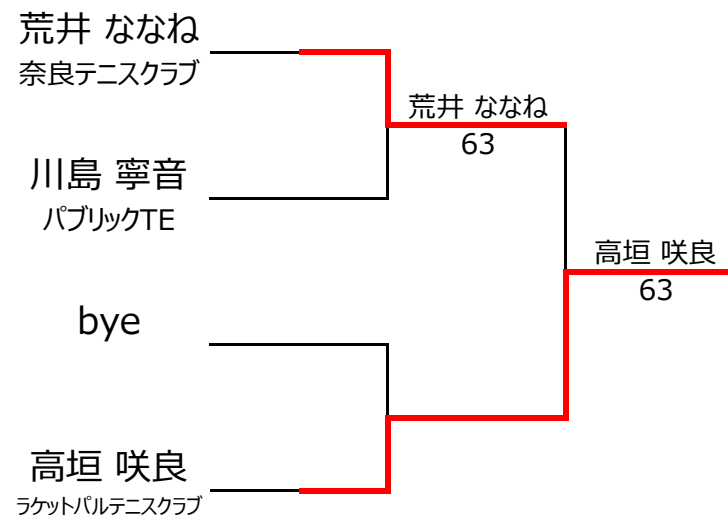 荒井 ななね
奈良テニスクラブ
荒井 ななね
63
川島 寧音
パブリックTE
高垣 咲良
63
bye
高垣 咲良
ラケットパルテニスクラブ